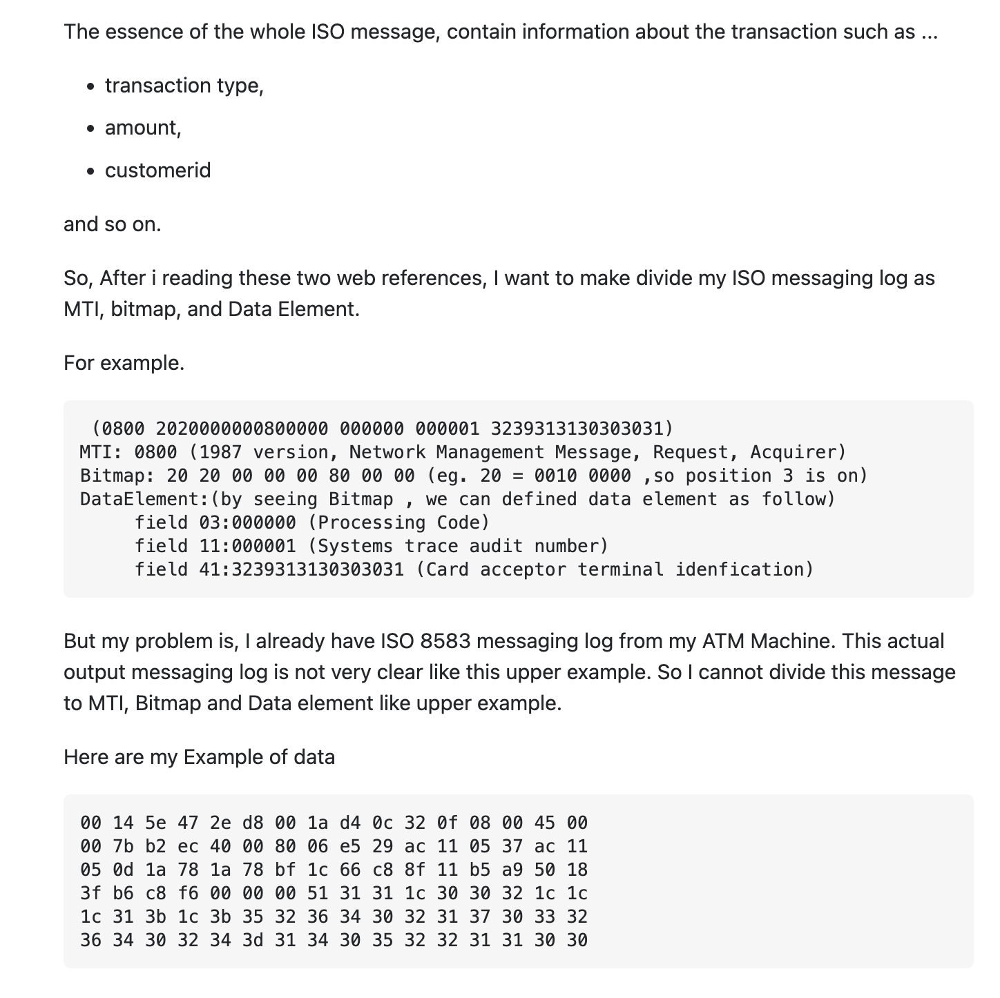 The essence of the whole ISO message, contain information about the transaction such as ...
• transaction type,
• amount,
• customerid
and so on.
So, After i reading these two web references, I want to make divide my ISO messaging log as
MTI, bitmap, and Data Element.
For example.
(0800 2020000000800000 000000 000001 3239313130303031)
MTI: 0800 (1987 version, Network Management Message, Request, Acquirer)
Bitmap: 20 20 00 00 00 80 00 00 (eg. 20 = 0010 0000 ,so position 3 is on)
DataElement:(by seeing Bitmap , we can defined data element as follow)
field 03:000000 (Processing Code)
field 11:000001 (Systems trace audit number)
field 41:3239313130303031 (Card acceptor terminal idenfication)
But my problem is, I already have ISO 8583 messaging log from my ATM Machine. This actual
output messaging log is not very clear like this upper example. So I cannot divide this message
to MTI, Bitmap and Data element like upper example.
Here are my Example of data
00 14 5e 47 2e d8 00 1a d4 0c 32 0f 08 00 45 00
00 7b b2 ec 40 00 80 06 e5 29 ac 11 05 37 ac 11
05 0d 1a 78 1a 78 bf 1c 66 c8 8f 11 b5 a9 50 18
3f b6 c8 f6 00 00 00 51 31 31 1c 30 30 32 1c 1c
1c 31 3b 1c 3b 35 32 36 34 30 32 31 37 30 33 32
36 34 30 32 34 3d 31 34 30 35 32 32 31 31 30 30